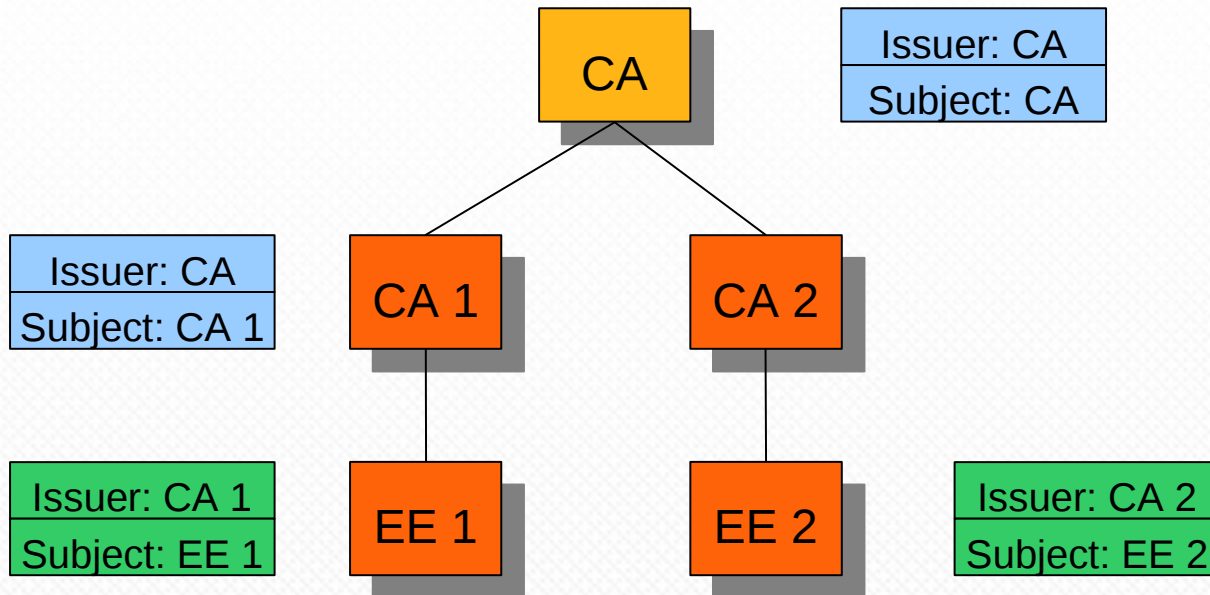 CA
Issuer: CA
Subject: CA
Issuer: CA
Subject: CA 1
CA 1
CA 2
Issuer: CA 1
Subject: EE 1
EE 1
EE 2
Issuer: CA 2
Subject: EE 2